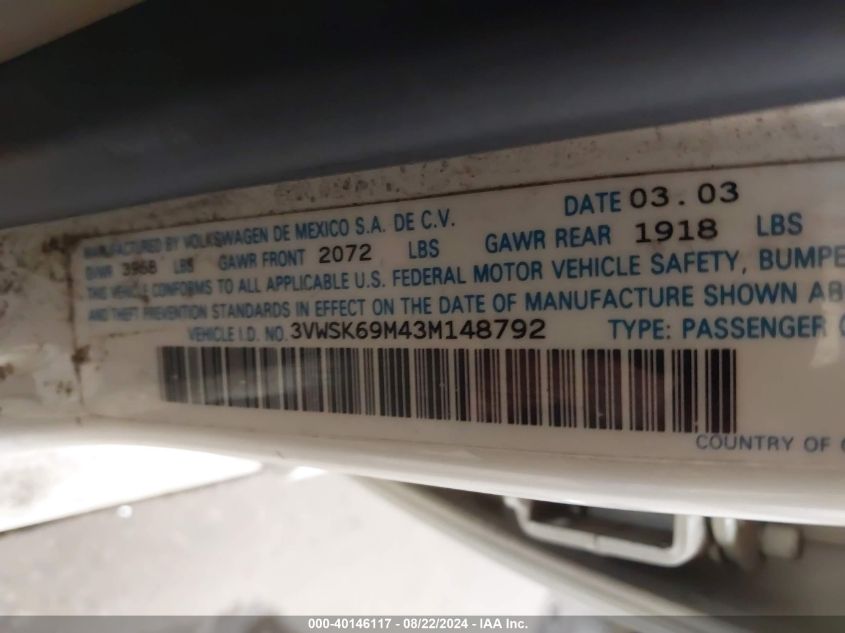 DATE 03.03
MANUFACTURED BY VOLKSWAGEN DE MEXICO S.A. DE C.V.
GVWR 3968 LBS GAWR FRONT 2072 LBS GAWR REAR 1918 LBS
THIS VEHICLE CONFORMS TO ALL APPLICABLE U.S. FEDERAL MOTOR VEHICLE SAFETY, BUMPE
AND THEFT PREVENTION STANDARDS IN EFFECT ON THE DATE OF MANUFACTURE SHOWN AB
VEHICLE I.D. NO. 3VWSK69M43M148792 TYPE: PASSENGER
COUNTRY OF
000-40146117 - 08/22/2024 - IAA Inc.